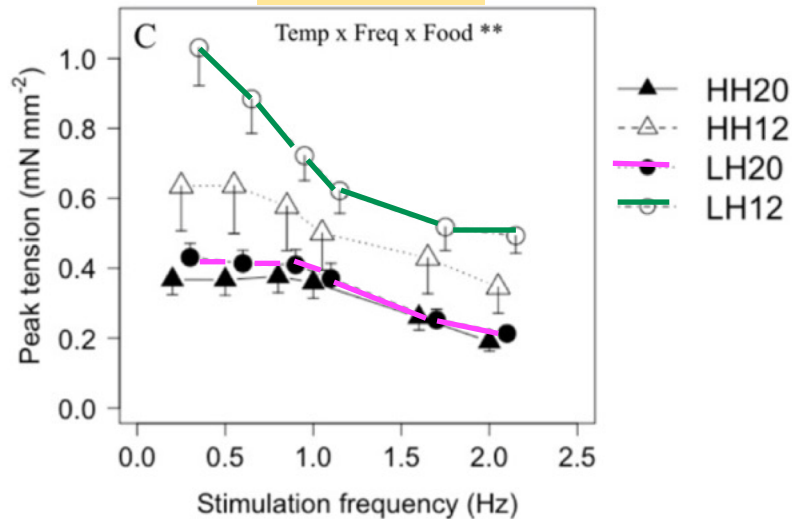 C
Temp x Freq x Food **
Peak tension (mN mm⁻²)
1.0
0.8
0.6
0.4
0.2
0.0
0.0 0.5 1.0 1.5 2.0 2.5
Stimulation frequency (Hz)
HH20
HH12
LH20
LH12